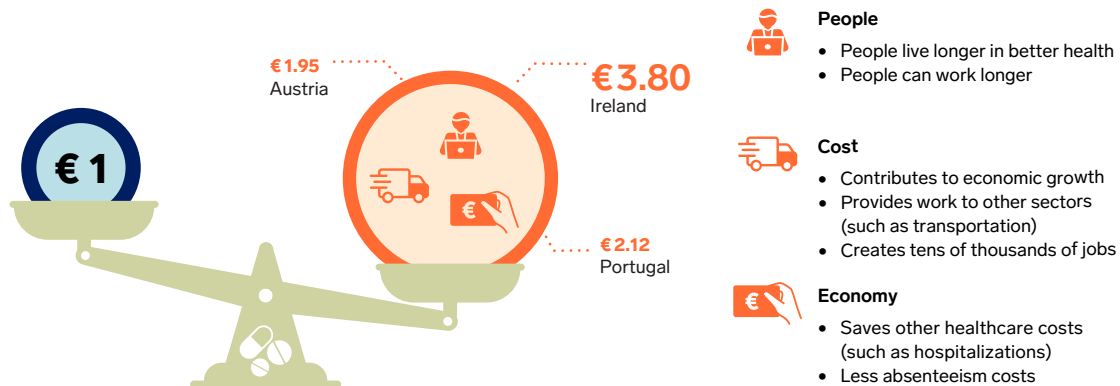 € 1
€ 1.95
Austria
€ 3.80
Ireland
€
€ 2.12
Portugal
People
• People live longer in better health
• People can work longer
Cost
• Contributes to economic growth
• Provides work to other sectors
(such as transportation)
• Creates tens of thousands of jobs
€
Economy
• Saves other healthcare costs
(such as hospitalizations)
• Less absenteeism costs